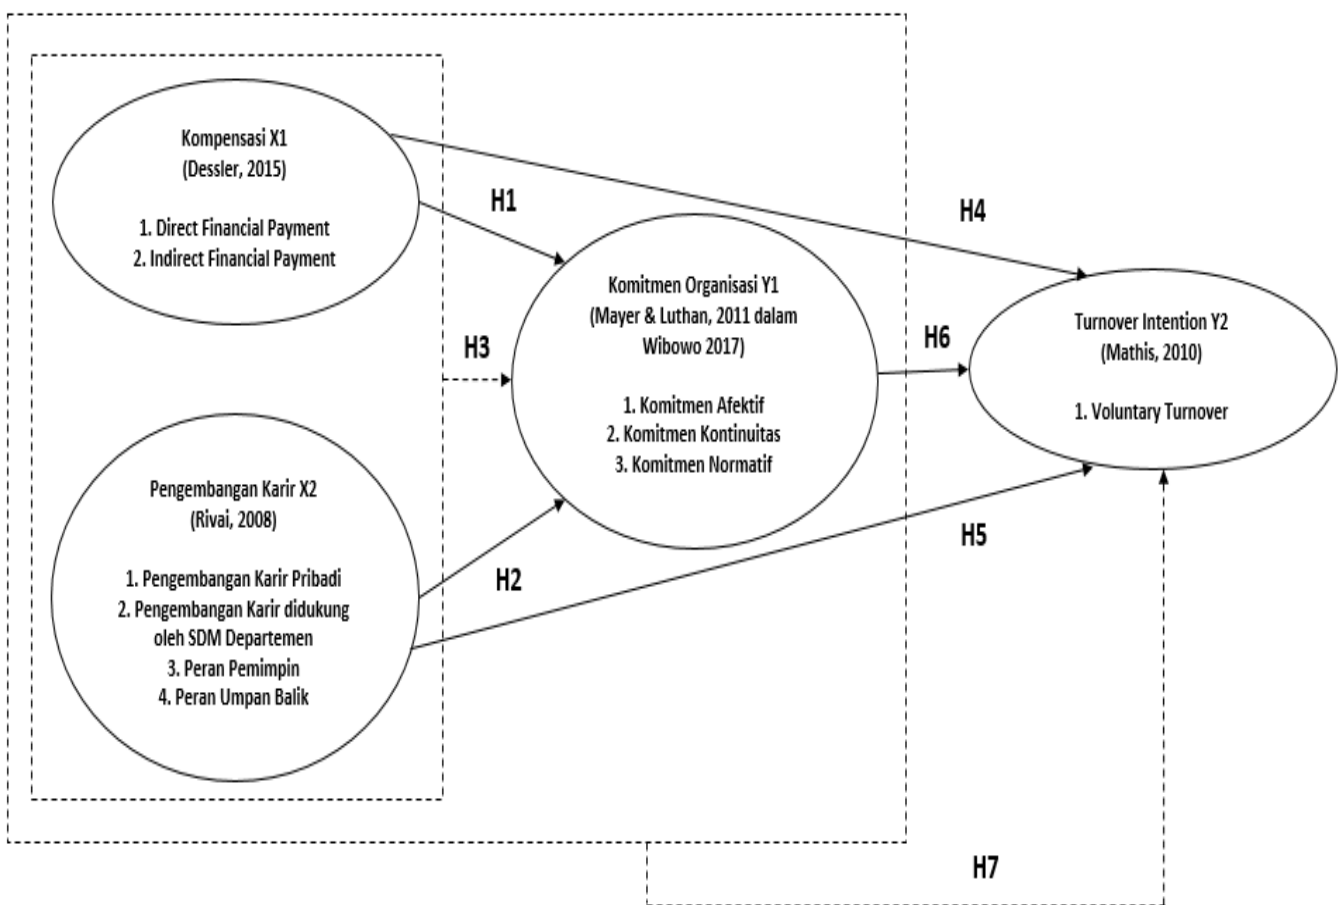 Kompensasi X1
(Dessler, 2015)
1. Direct Financial Payment
2. Indirect Financial Payment
H1
H4
Komitmen Organisasi Y1
(Mayer & Luthan, 2011 dalam
Wibowo 2017)
1. Komitmen Afektif
2. Komitmen Kontinuitas
3. Komitmen Normatif
H3
H6
Turnover Intention Y2
(Mathis, 2010)
1. Voluntary Turnover
Pengembangan Karir X2
(Rivai, 2008)
1. Pengembangan Karir Pribadi
2. Pengembangan Karir didukung
oleh SDM Departemen
3. Peran Pemimpin
4. Peran Umpan Balik
H2
H5
H7